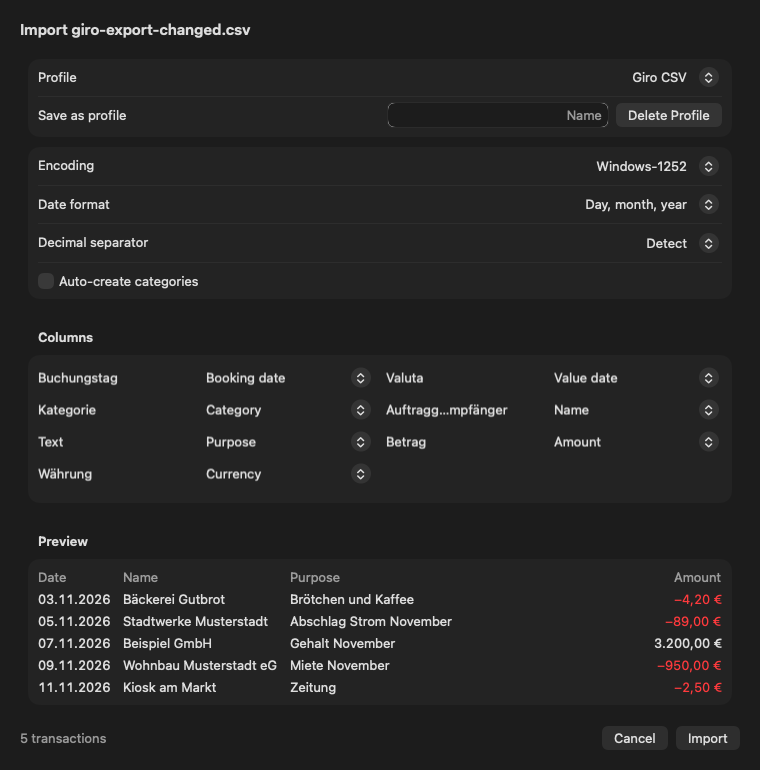 Import giro-export-changed.csv
Profile Giro CSV
Save as profile Name Delete Profile
Encoding Windows-1252
Date format Day, month, year
Decimal separator Detect
Auto-create categories
Columns
Buchungstag Booking date Valuta Value date
Kategorie Category Auftragg...mpfänger Name
Text Purpose Betrag Amount
Währung Currency
Preview
Date Name Purpose Amount
03.11.2026 Bäckerei Gutbrot Brötchen und Kaffee −4,20 €
05.11.2026 Stadtwerke Musterstadt Abschlag Strom November −89,00 €
07.11.2026 Beispiel GmbH Gehalt November 3.200,00 €
09.11.2026 Wohnbau Musterstadt eG Miete November −950,00 €
11.11.2026 Kiosk am Markt Zeitung −2,50 €
5 transactions Cancel Import